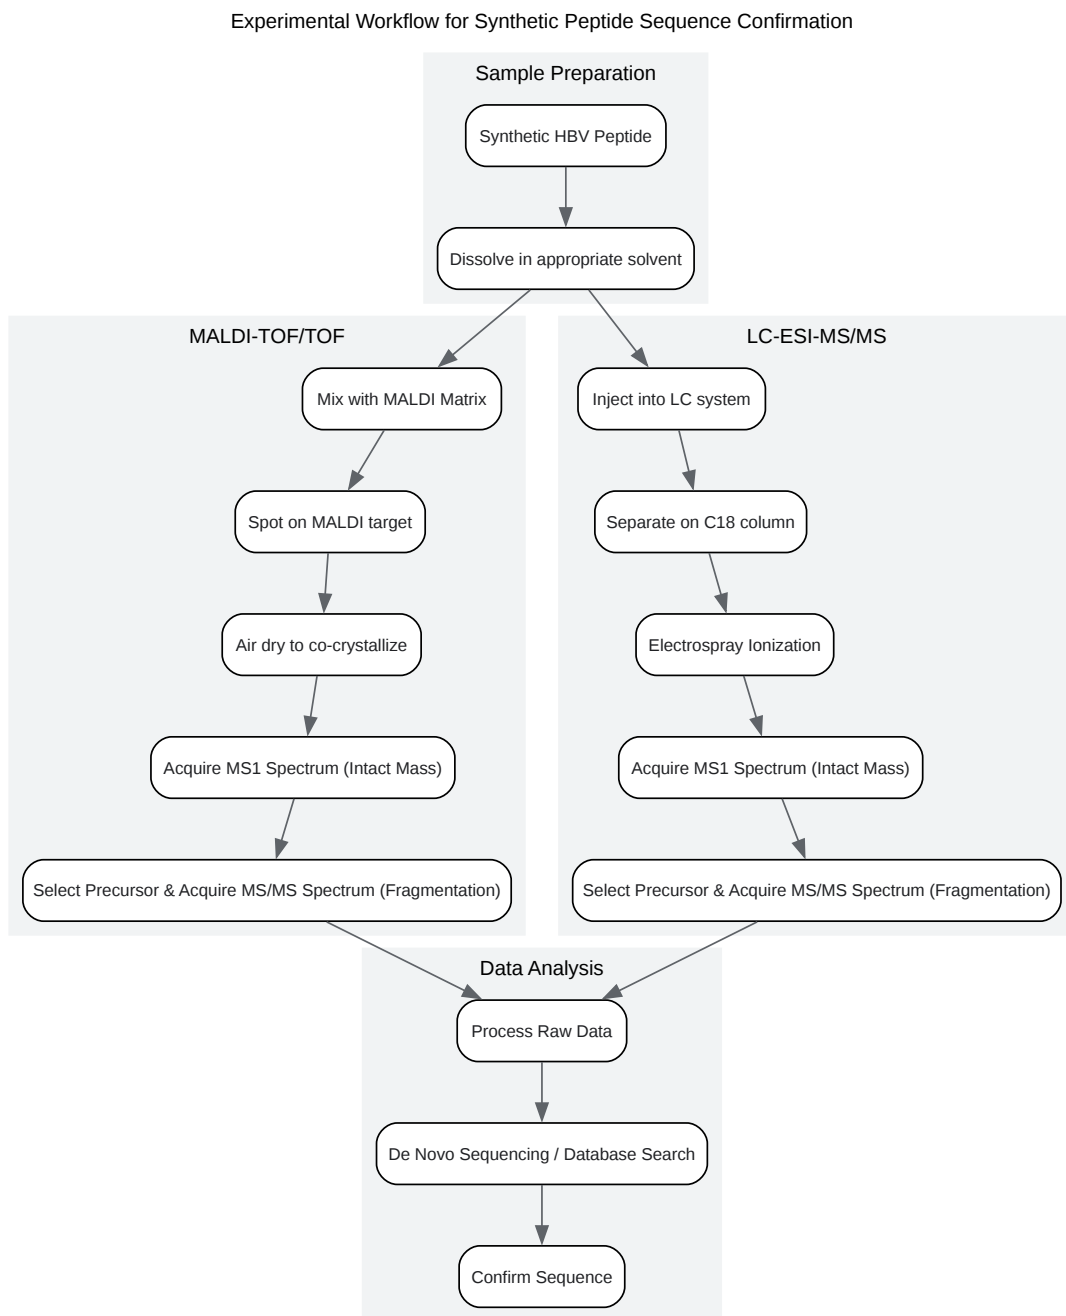 Experimental Workflow for Synthetic Peptide Sequence Confirmation
Sample Preparation
Synthetic HBV Peptide
Dissolve in appropriate solvent
MALDI-TOF/TOF
Mix with MALDI Matrix
Spot on MALDI target
Air dry to co-crystallize
Acquire MS1 Spectrum (Intact Mass)
Select Precursor & Acquire MS/MS Spectrum (Fragmentation)
LC-ESI-MS/MS
Inject into LC system
Separate on C18 column
Electrospray Ionization
Acquire MS1 Spectrum (Intact Mass)
Select Precursor & Acquire MS/MS Spectrum (Fragmentation)
Data Analysis
Process Raw Data
De Novo Sequencing / Database Search
Confirm Sequence